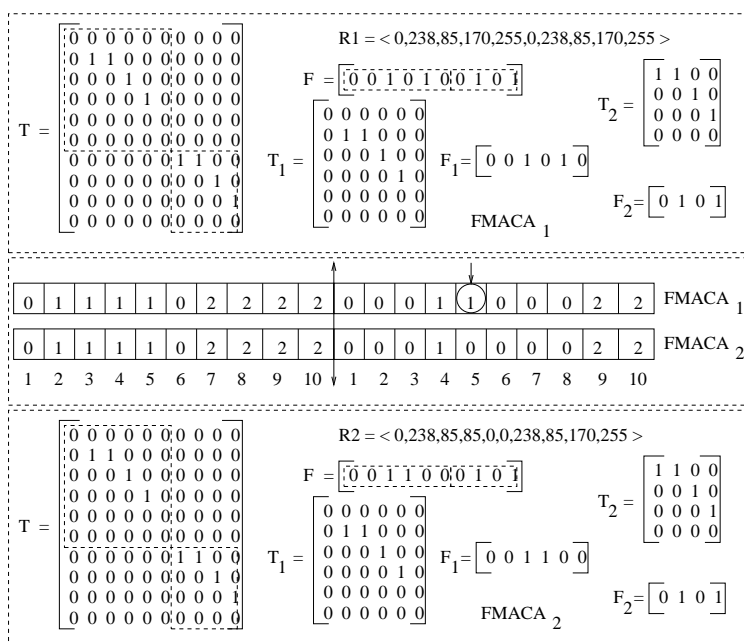 R1 = < 0,238,85,170,255,0,238,85,170,255 >
T =
0 0 0 0 0 0 0 0 0 0
0 1 1 0 0 0 0 0 0 0
0 0 0 1 0 0 0 0 0 0
0 0 0 0 1 0 0 0 0 0
0 0 0 0 0 0 0 0 0 0
0 0 0 0 0 0 0 0 0 0
0 0 0 0 0 0 1 1 0 0
0 0 0 0 0 0 0 0 1 0
0 0 0 0 0 0 0 0 0 1
0 0 0 0 0 0 0 0 0 0
F = 0 0 1 0 1 0 0 1 0 1
T1 =
0 0 0 0 0 0
0 1 1 0 0 0
0 0 0 1 0 0
0 0 0 0 1 0
0 0 0 0 0 0
0 0 0 0 0 0
F1 = 0 0 1 0 1 0
FMACA 1
T2 =
1 1 0 0
0 0 1 0
0 0 0 1
0 0 0 0
F2 = 0 1 0 1
0 1 1 1 1 0 2 2 2 2 0 0 0 1 1 0 0 0 2 2 FMACA 1
0 1 1 1 1 0 2 2 2 2 0 0 0 1 0 0 0 0 2 2 FMACA 2
1 2 3 4 5 6 7 8 9 10 1 2 3 4 5 6 7 8 9 10
R2 = < 0,238,85,85,0,0,238,85,170,255 >
T =
0 0 0 0 0 0 0 0 0 0
0 1 1 0 0 0 0 0 0 0
0 0 0 1 0 0 0 0 0 0
0 0 0 0 1 0 0 0 0 0
0 0 0 0 0 0 0 0 0 0
0 0 0 0 0 0 0 0 0 0
0 0 0 0 0 0 1 1 0 0
0 0 0 0 0 0 0 0 1 0
0 0 0 0 0 0 0 0 0 1
0 0 0 0 0 0 0 0 0 0
F = 0 0 1 1 0 0 0 1 0 1
T1 =
0 0 0 0 0 0
0 1 1 0 0 0
0 0 0 1 0 0
0 0 0 0 1 0
0 0 0 0 0 0
0 0 0 0 0 0
F1 = 0 0 1 1 0 0
FMACA 2
T2 =
1 1 0 0
0 0 1 0
0 0 0 1
0 0 0 0
F2 = 0 1 0 1